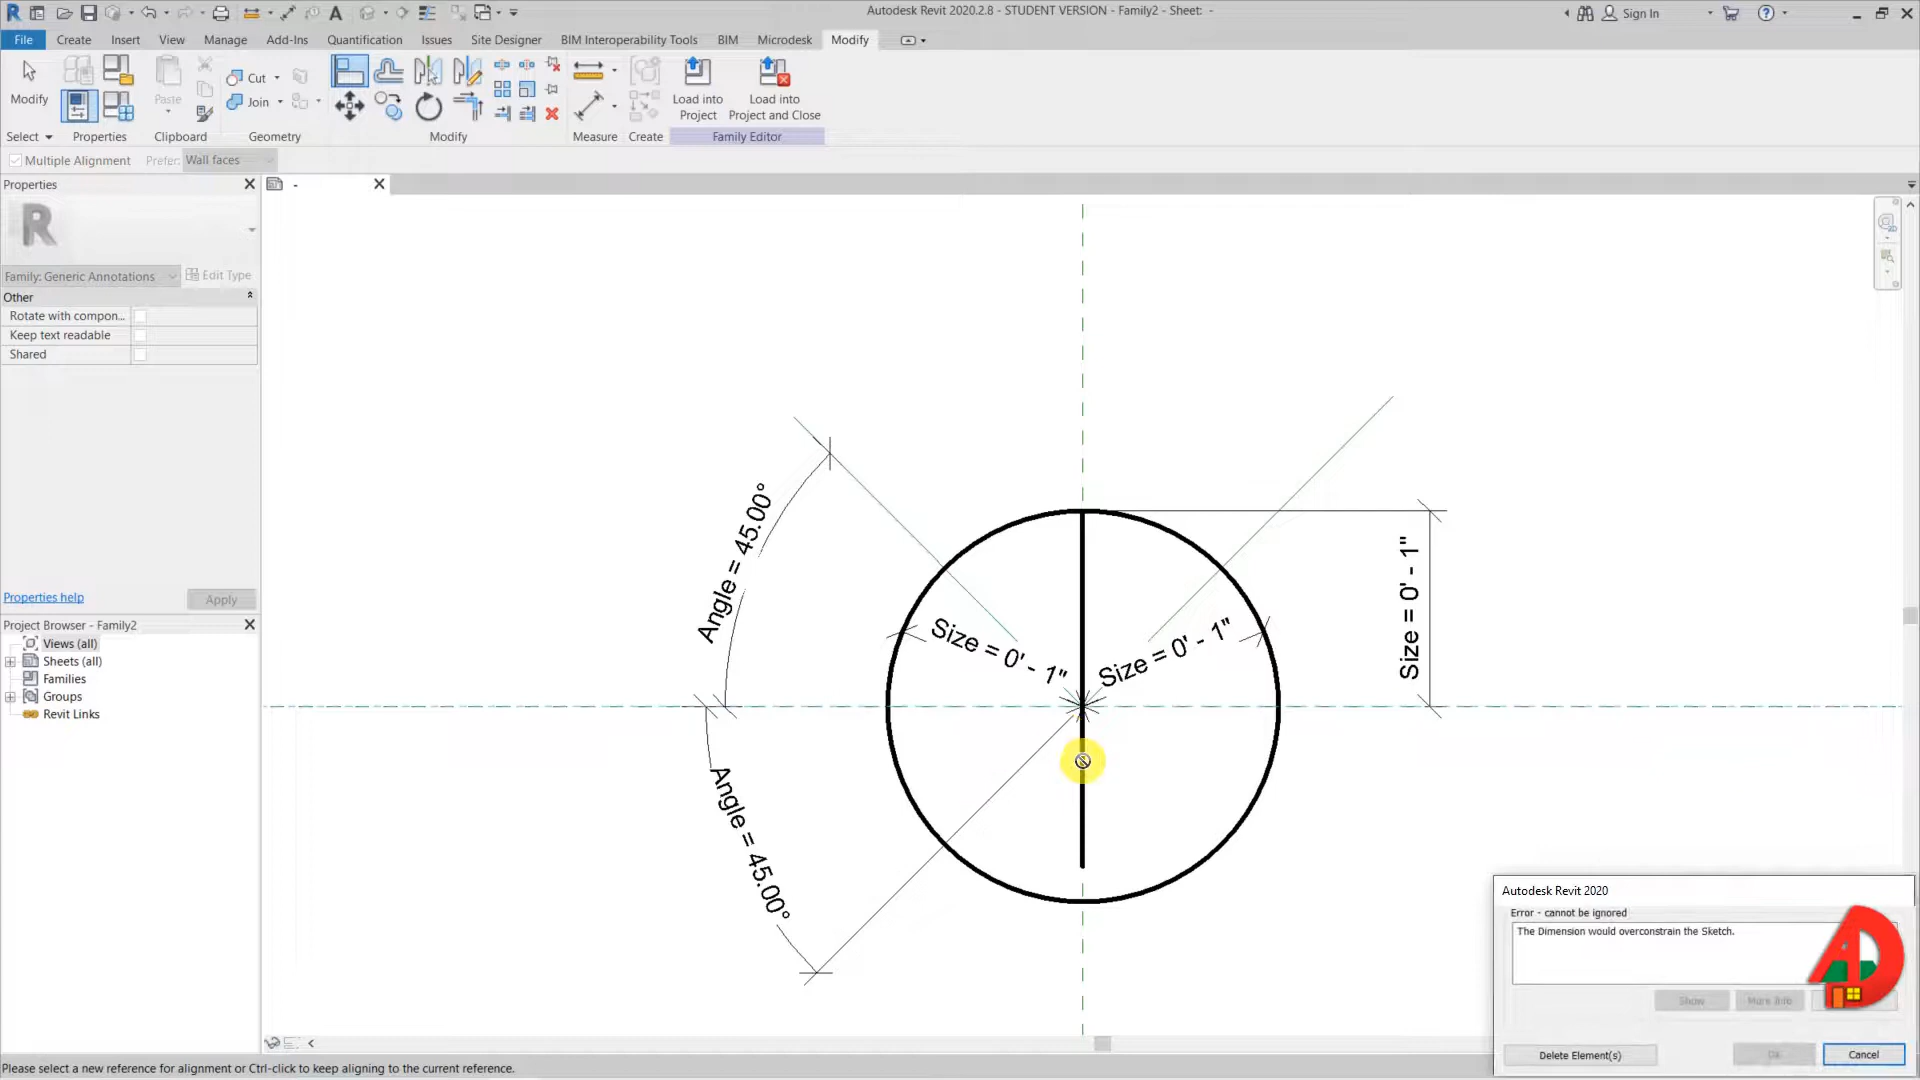 Autodesk Revit 2020.2.8 - STUDENT VERSION - Family2 - Sheet: -
Sign In
File Create Insert View Manage Add-Ins Quantification Issues Site Designer BIM Interoperability Tools BIM Microdesk Modify
Modify
Paste
Cut
Join
Load into Project
Load into Project and Close
Select Properties Clipboard Geometry Modify Measure Create Family Editor
Multiple Alignment Prefer: Wall faces
Properties
-
R
Family: Generic Annotations
Edit Type
Other
Rotate with compon...
Keep text readable
Shared
Properties help
Apply
Project Browser - Family2
Views (all)
Sheets (all)
Families
Groups
Revit Links
Angle = 45.00°
Size = 0' - 1"
Size = 0' - 1"
Size = 0' - 1"
Angle = 45.00°
Autodesk Revit 2020
Error - cannot be ignored
The Dimension would overconstrain the Sketch.
Show
More Info
Delete Element(s)
OK
Cancel
Please select a new reference for alignment or Ctrl-click to keep aligning to the current reference.